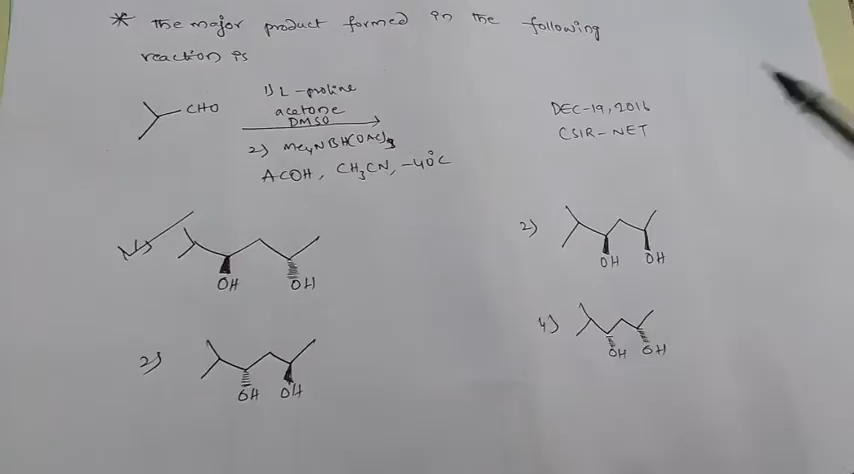 * The major product formed in the following
reaction is
1) L-proline
acetone
DMSO
CHO
2) Me4NBH(OAc)3
ACOH, CH3CN, -40°C
DEC-19, 2016
CSIR-NET
1)
OH OH
2)
OH OH
2)
OH OH
4)
OH OH